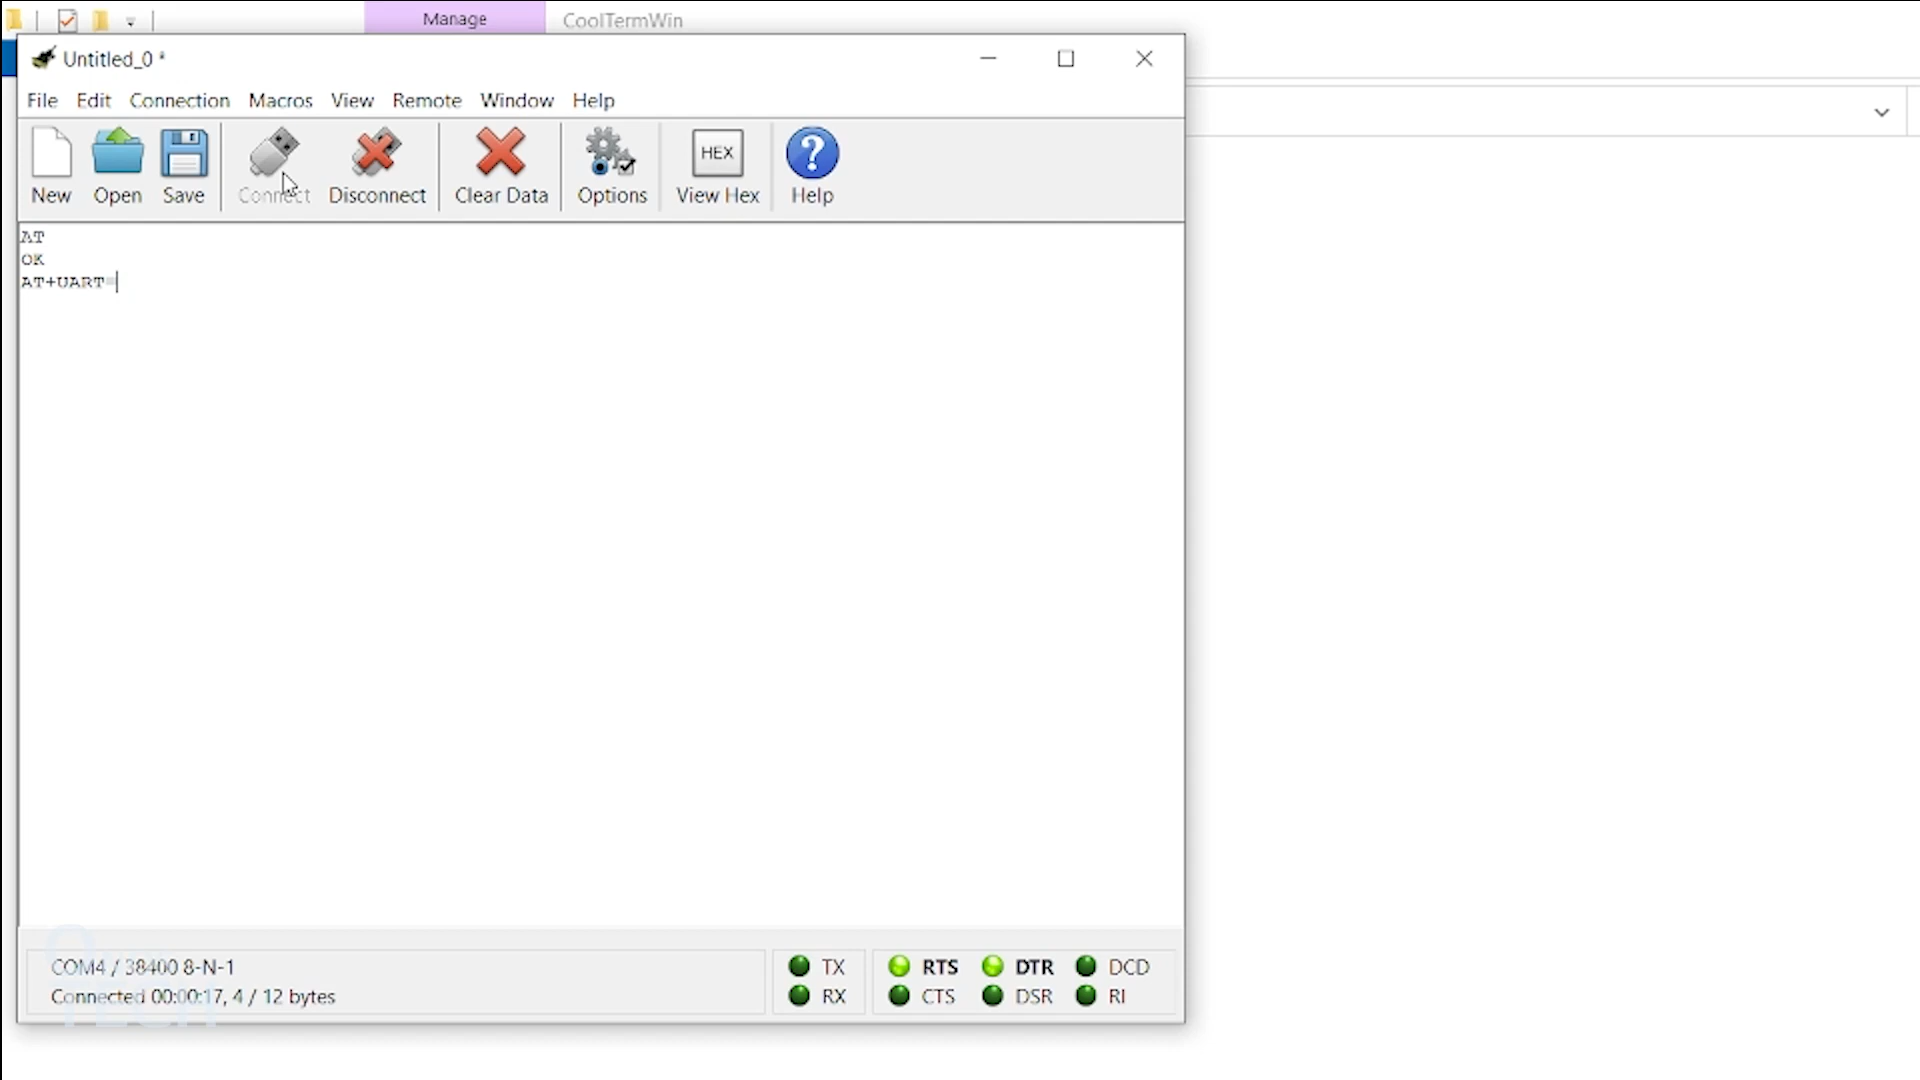 Manage
CoolTermWin
Untitled_0 *
File Edit Connection Macros View Remote Window Help
HEX
New Open Save Connect Disconnect Clear Data Options View Hex Help
AT
OK
AT+UART=
COM4 / 38400 8-N-1
TX RTS DTR DCD
Connected 00:00:17, 4 / 12 bytes
RX CTS DSR RI
TECH